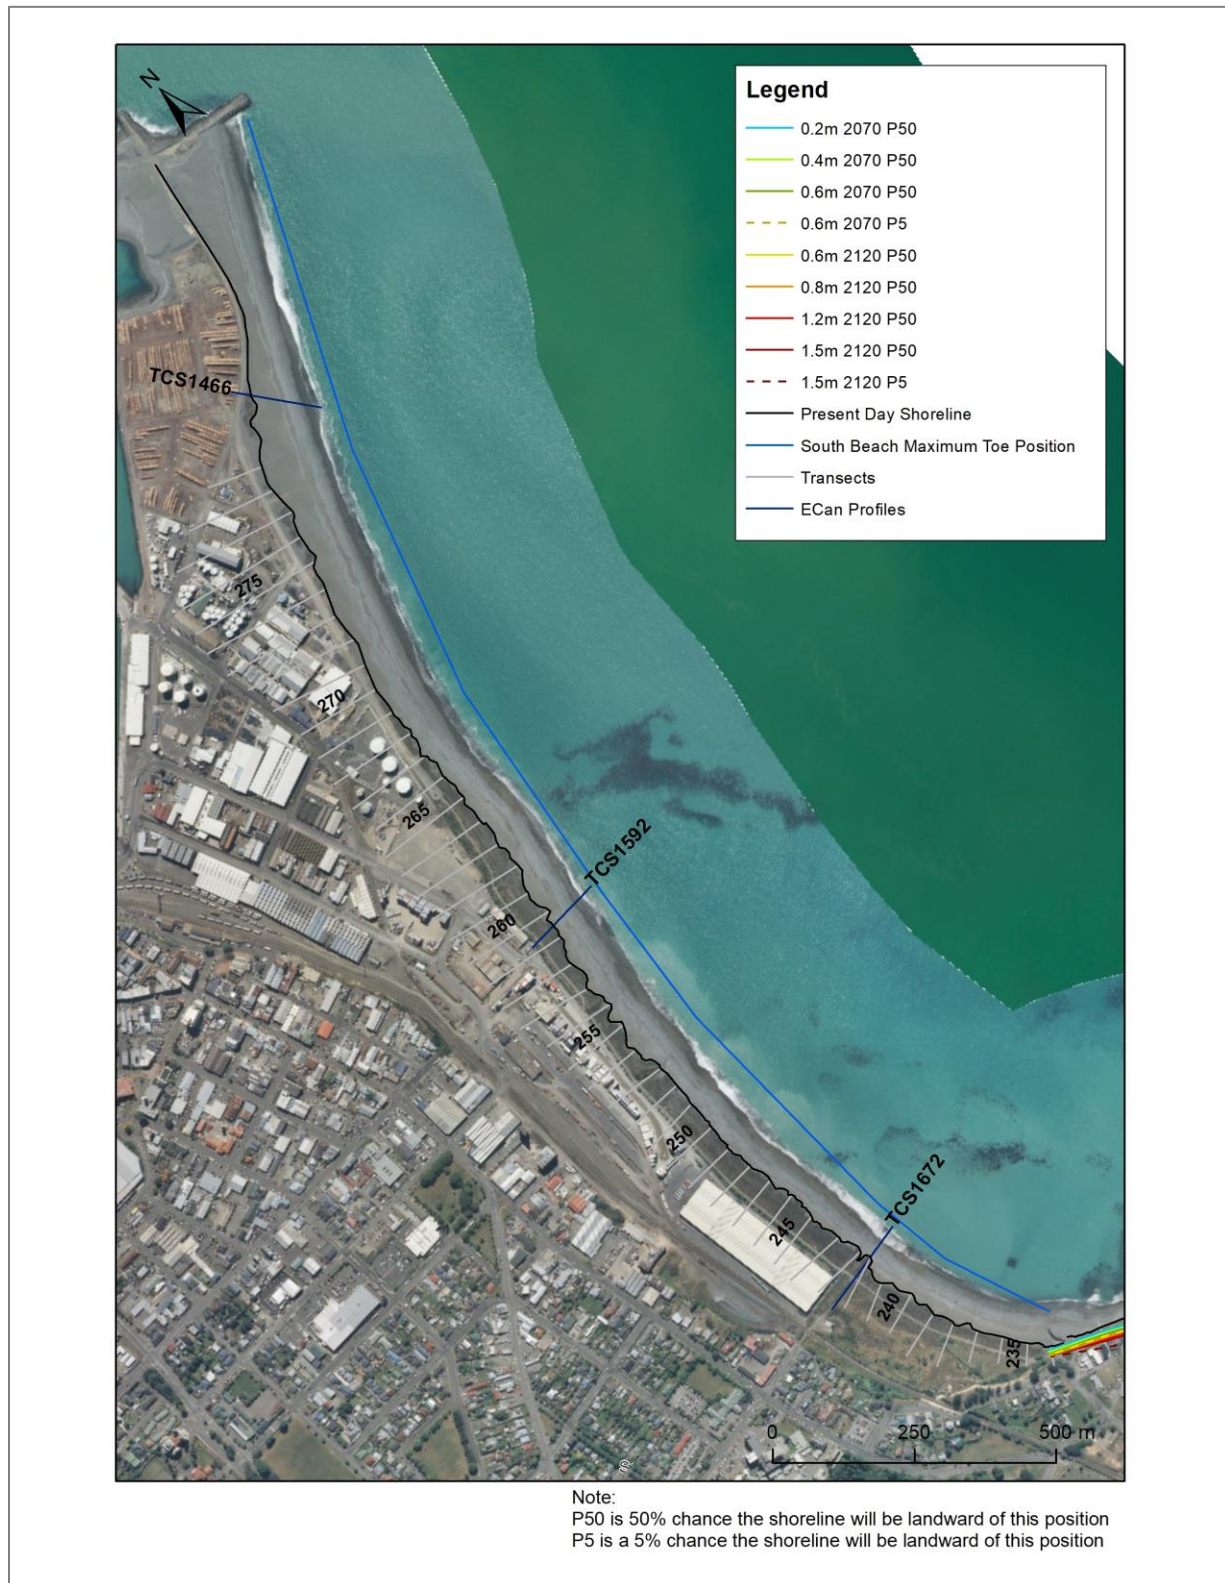 N
Legend
0.2m 2070 P50
0.4m 2070 P50
0.6m 2070 P50
0.6m 2070 P5
0.6m 2120 P50
0.8m 2120 P50
1.2m 2120 P50
1.5m 2120 P50
1.5m 2120 P5
Present Day Shoreline
South Beach Maximum Toe Position
Transects
ECan Profiles
TCS1466
275
270
265
TCS1592
260
255
250
TCS1672
245
240
235
0 250 500 m
Note:
P50 is 50% chance the shoreline will be landward of this position
P5 is a 5% chance the shoreline will be landward of this position